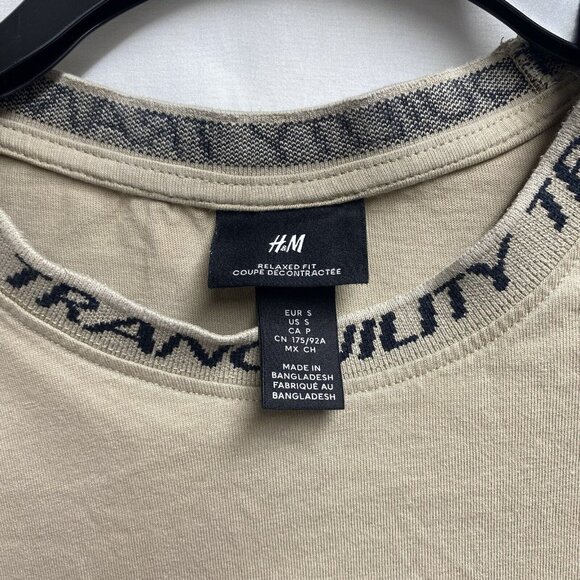 H&M
RELAXED FIT
COUPE DÉCONTRACTÉE
EUR S
US S
CA P
CN 175/92A
MX CH
MADE IN
BANGLADESH
FABRIQUÉ AU
BANGLADESH
TRANQUILITY